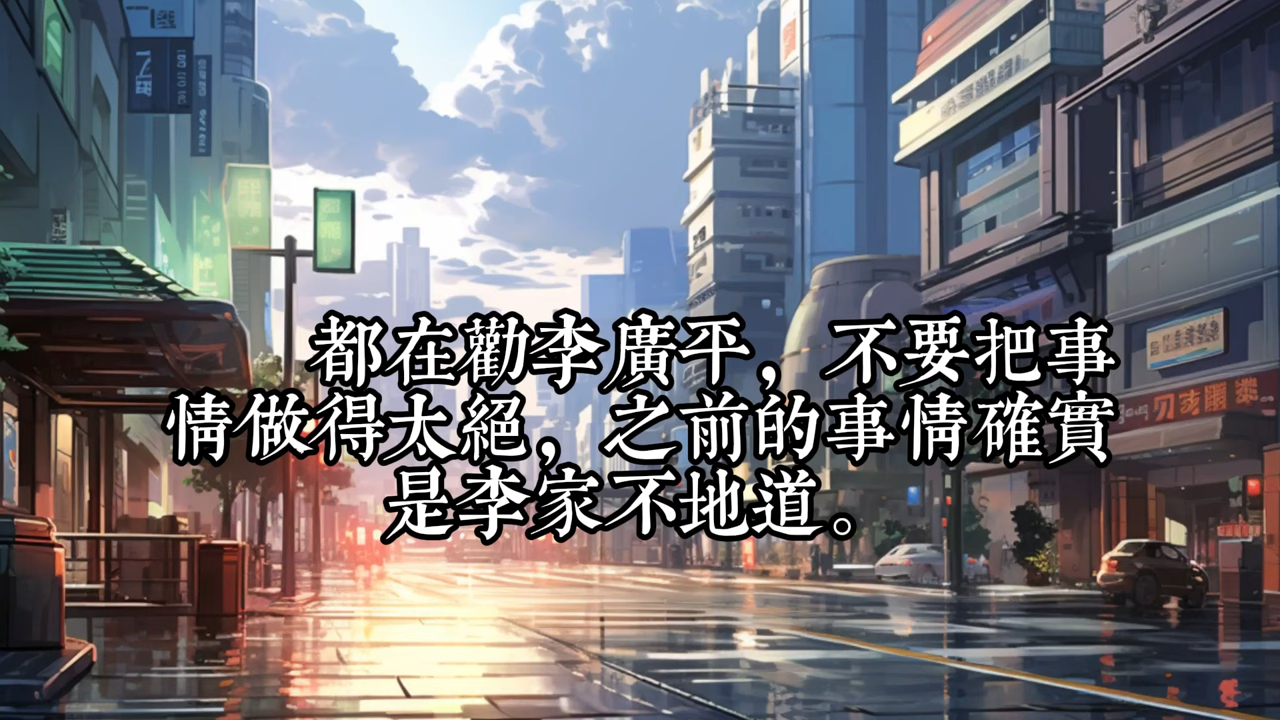 都在勸李廣平，不要把事
情做得太絕，之前的事情確實
是李家不地道。